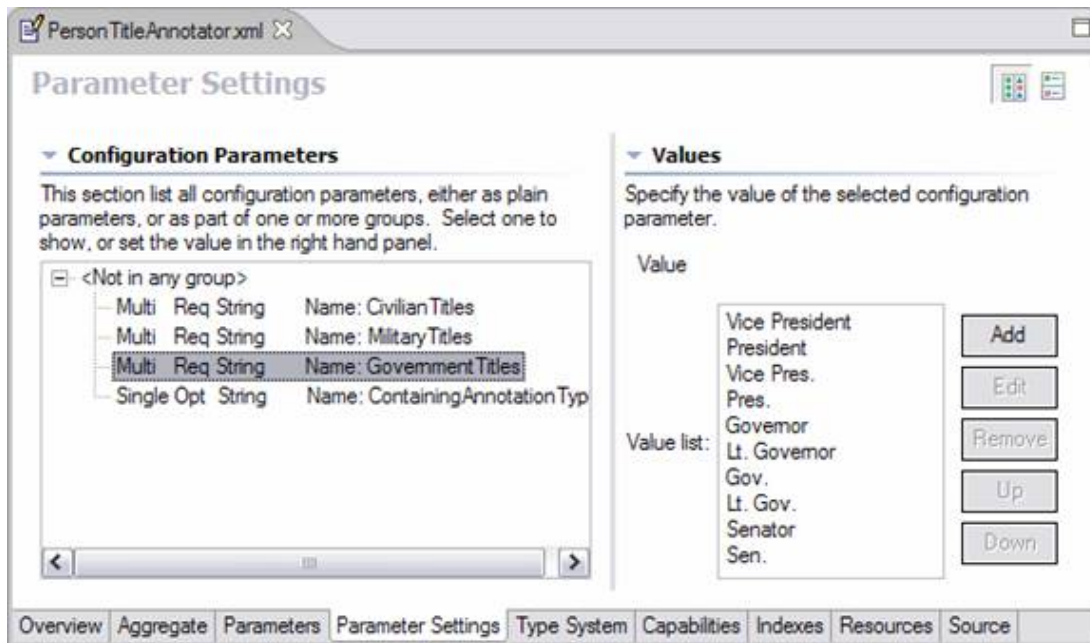 PersonTitleAnnotator.xml
Parameter Settings
Configuration Parameters
This section list all configuration parameters, either as plain
parameters, or as part of one or more groups. Select one to
show, or set the value in the right hand panel.
<Not in any group>
Multi Req String Name: CivilianTitles
Multi Req String Name: MilitaryTitles
Multi Req String Name: GovernmentTitles
Single Opt String Name: ContainingAnnotationTyp
Values
Specify the value of the selected configuration
parameter.
Value
Value list:
Vice President
President
Vice Pres.
Pres.
Governor
Lt. Governor
Gov.
Lt. Gov.
Senator
Sen.
Add
Edit
Remove
Up
Down
Overview Aggregate Parameters Parameter Settings Type System Capabilities Indexes Resources Source